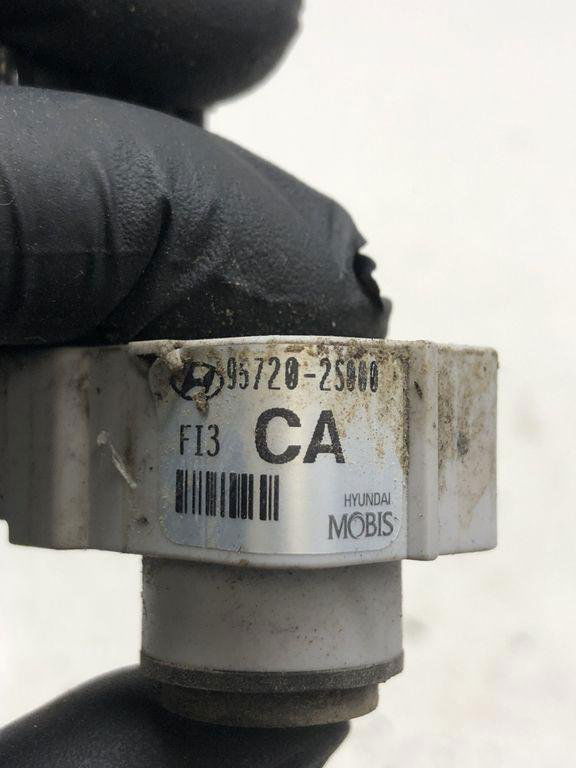 95720-2S000
FI3 CA
HYUNDAI
MOBIS